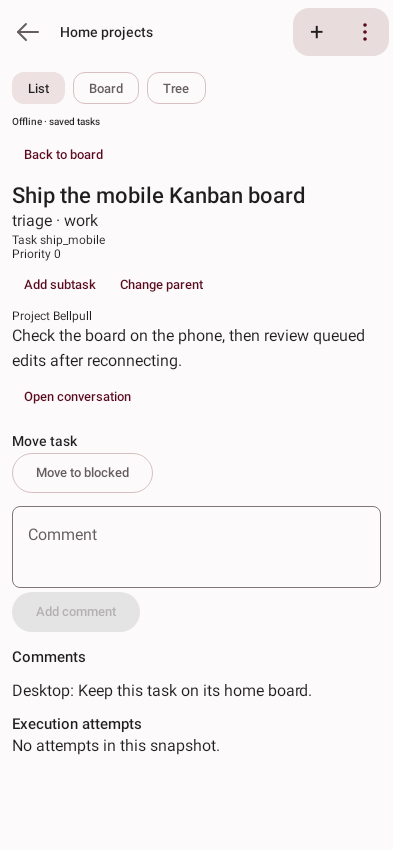 Home projects
List
Board
Tree
Offline · saved tasks
Back to board
Ship the mobile Kanban board
triage · work
Task ship_mobile
Priority 0
Add subtask
Change parent
Project Bellpull
Check the board on the phone, then review queued
edits after reconnecting.
Open conversation
Move task
Move to blocked
Comment
Add comment
Comments
Desktop: Keep this task on its home board.
Execution attempts
No attempts in this snapshot.